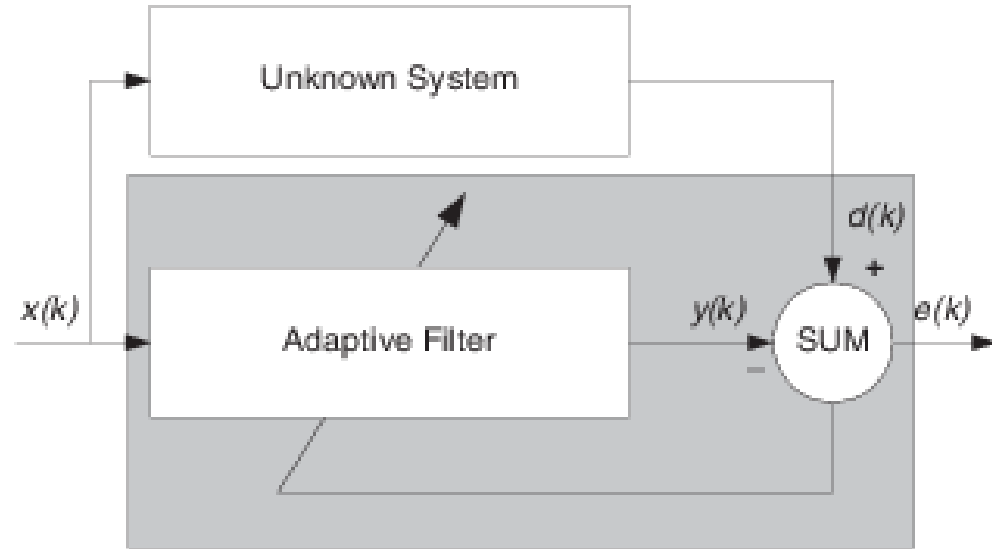 Unknown System
d(k)
+
x(k)
Adaptive Filter
y(k)
–
SUM
e(k)